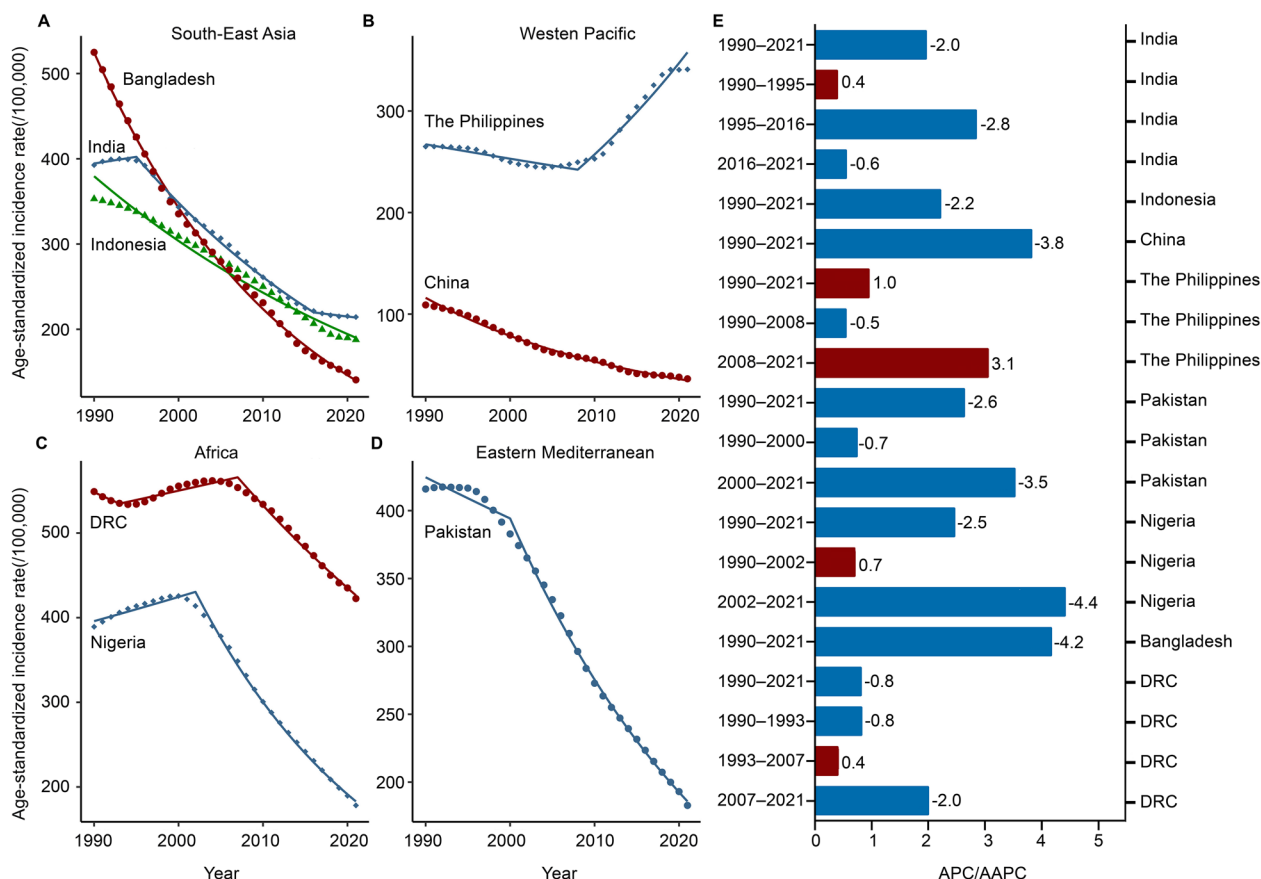 A
South-East Asia
Age-standardized incidence rate(/100,000)
500
400
300
200
Bangladesh
India
Indonesia
1990
2000
2010
2020
B
Westen Pacific
300
200
100
The Philippines
China
1990
2000
2010
2020
C
Africa
Age-standardized incidence rate(/100,000)
500
400
300
200
DRC
Nigeria
1990
2000
2010
2020
Year
D
Eastern Mediterranean
400
350
300
250
200
Pakistan
1990
2000
2010
2020
Year
E
1990–2021 -2.0 India
1990–1995 0.4 India
1995–2016 -2.8 India
2016–2021 -0.6 India
1990–2021 -2.2 Indonesia
1990–2021 -3.8 China
1990–2021 1.0 The Philippines
1990–2008 -0.5 The Philippines
2008–2021 3.1 The Philippines
1990–2021 -2.6 Pakistan
1990–2000 -0.7 Pakistan
2000–2021 -3.5 Pakistan
1990–2021 -2.5 Nigeria
1990–2002 0.7 Nigeria
2002–2021 -4.4 Nigeria
1990–2021 -4.2 Bangladesh
1990–2021 -0.8 DRC
1990–1993 -0.8 DRC
1993–2007 0.4 DRC
2007–2021 -2.0 DRC
0 1 2 3 4 5
APC/AAPC